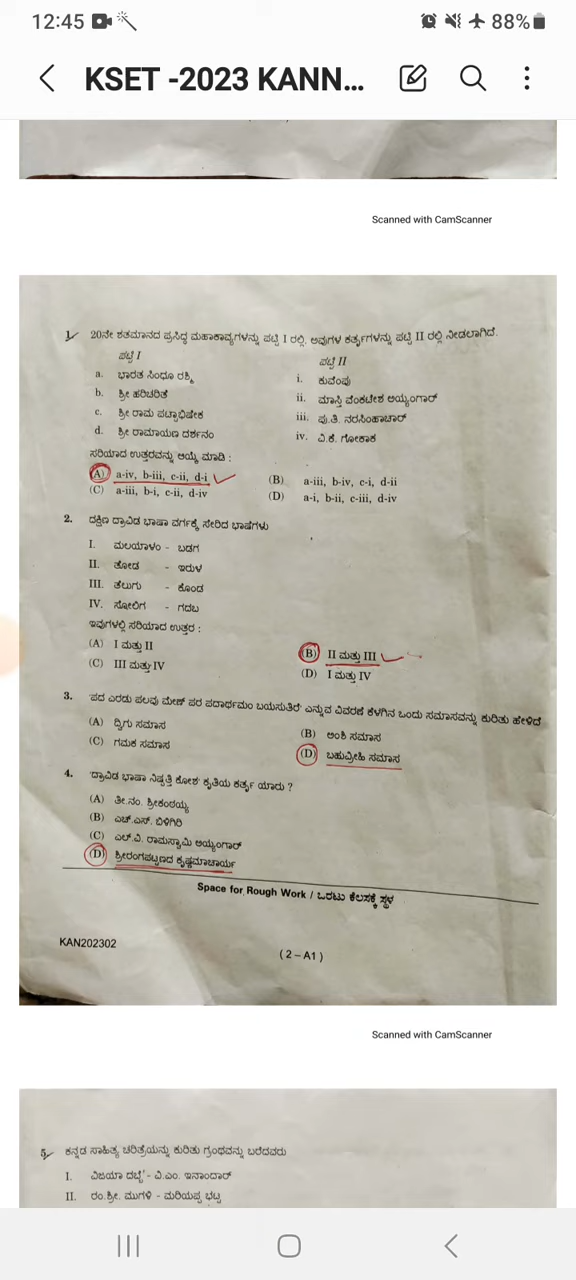 12:45
88%
KSET -2023 KANN...
Scanned with CamScanner
1. 20ನೇ ಶತಮಾನದ ಪ್ರಸಿದ್ಧ ಮಹಾಕಾವ್ಯಗಳನ್ನು ಪಟ್ಟಿ I ರಲ್ಲಿ, ಅವುಗಳ ಕರ್ತೃಗಳನ್ನು ಪಟ್ಟಿ II ರಲ್ಲಿ ನೀಡಲಾಗಿದೆ.
ಪಟ್ಟಿ I ಪಟ್ಟಿ II
a. ಭಾರತ ಸಿಂಧೂ ರಶ್ಮಿ i. ಕುವೆಂಪು
b. ಶ್ರೀ ಹರಿಚರಿತೆ ii. ಮಾಸ್ತಿ ವೆಂಕಟೇಶ ಅಯ್ಯಂಗಾರ್
c. ಶ್ರೀ ರಾಮ ಪಟ್ಟಾಭಿಷೇಕ iii. ಪು.ತಿ. ನರಸಿಂಹಾಚಾರ್
d. ಶ್ರೀ ರಾಮಾಯಣ ದರ್ಶನಂ iv. ವಿ.ಕೆ. ಗೋಕಾಕ
ಸರಿಯಾದ ಉತ್ತರವನ್ನು ಆಯ್ಕೆ ಮಾಡಿ :
(A) a-iv, b-iii, c-ii, d-i (B) a-iii, b-iv, c-i, d-ii
(C) a-iii, b-i, c-ii, d-iv (D) a-i, b-ii, c-iii, d-iv
2. ದಕ್ಷಿಣ ದ್ರಾವಿಡ ಭಾಷಾ ವರ್ಗಕ್ಕೆ ಸೇರಿದ ಭಾಷೆಗಳು
I. ಮಲಯಾಳಂ - ಬಡಗ
II. ತೋಡ - ಇರುಳ
III. ತೆಲುಗು - ಕೊಂಡ
IV. ಸೋಲಿಗ - ಗದಬ
ಇವುಗಳಲ್ಲಿ ಸರಿಯಾದ ಉತ್ತರ :
(A) I ಮತ್ತು II (B) II ಮತ್ತು III
(C) III ಮತ್ತು IV (D) I ಮತ್ತು IV
3. 'ಪದ ಎರಡು ಪಲವು ಮೇಣ್ ಪರ ಪದಾರ್ಥಮಂ ಬಯಸುತಿರೆ' ಎನ್ನುವ ವಿವರಣೆ ಕೆಳಗಿನ ಒಂದು ಸಮಾಸವನ್ನು ಕುರಿತು ಹೇಳಿದೆ
(A) ದ್ವಿಗು ಸಮಾಸ (B) ಅಂಶಿ ಸಮಾಸ
(C) ಗಮಕ ಸಮಾಸ (D) ಬಹುವ್ರೀಹಿ ಸಮಾಸ
4. 'ದ್ರಾವಿಡ ಭಾಷಾ ನಿಷ್ಪತ್ತಿ ಕೋಶ' ಕೃತಿಯ ಕರ್ತೃ ಯಾರು ?
(A) ತೀ.ನಂ. ಶ್ರೀಕಂಠಯ್ಯ
(B) ಎಚ್.ಎಸ್. ಬಿಳಿಗಿರಿ
(C) ಎಲ್.ವಿ. ರಾಮಸ್ವಾಮಿ ಅಯ್ಯಂಗಾರ್
(D) ಶ್ರೀರಂಗಪಟ್ಟಣದ ಕೃಷ್ಣಮಾಚಾರ್ಯ
Space for Rough Work / ಒರಟು ಕೆಲಸಕ್ಕೆ ಸ್ಥಳ
KAN202302
( 2 – A1 )
Scanned with CamScanner
5. ಕನ್ನಡ ಸಾಹಿತ್ಯ ಚರಿತ್ರೆಯನ್ನು ಕುರಿತು ಗ್ರಂಥವನ್ನು ಬರೆದವರು
I. ವಿಜಯಾ ದಬ್ಬೆ - ವಿ.ಎಂ. ಇನಾಂದಾರ್
II. ರಂ.ಶ್ರೀ. ಮುಗಳಿ - ಮರಿಯಪ್ಪ ಭಟ್ಟ